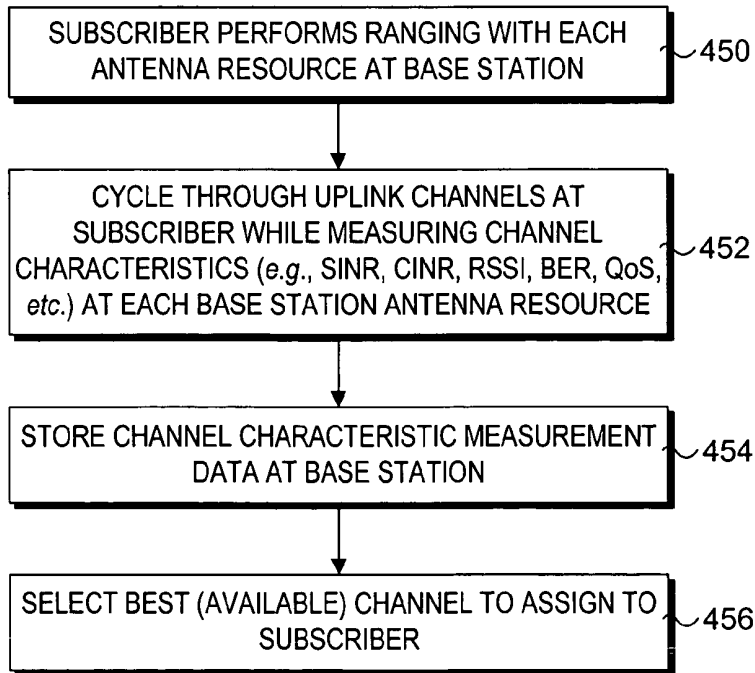 SUBSCRIBER PERFORMS RANGING WITH EACH
ANTENNA RESOURCE AT BASE STATION
450
CYCLE THROUGH UPLINK CHANNELS AT
SUBSCRIBER WHILE MEASURING CHANNEL
CHARACTERISTICS (e.g., SINR, CINR, RSSI, BER, QoS,
etc.) AT EACH BASE STATION ANTENNA RESOURCE
452
STORE CHANNEL CHARACTERISTIC MEASUREMENT
DATA AT BASE STATION
454
SELECT BEST (AVAILABLE) CHANNEL TO ASSIGN TO
SUBSCRIBER
456